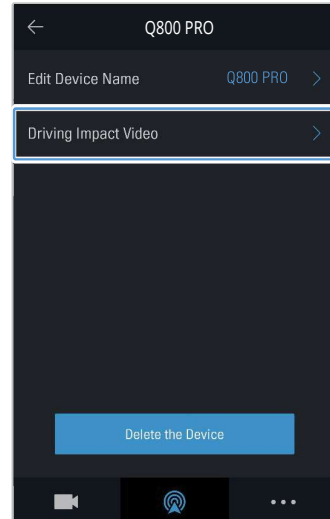 Q800 PRO
Edit Device Name Q800 PRO
Driving Impact Video
Delete the Device